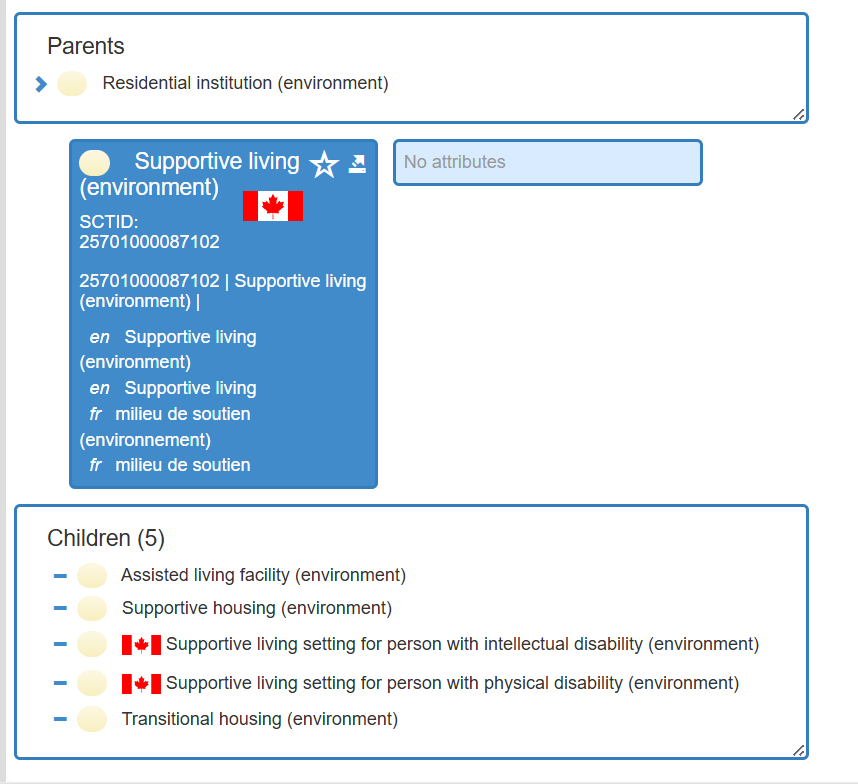 Parents
Residential institution (environment)
Supportive living
(environment)
SCTID:
25701000087102
25701000087102 | Supportive living
(environment) |
en Supportive living
(environment)
en Supportive living
fr milieu de soutien
(environnement)
fr milieu de soutien
No attributes
Children (5)
Assisted living facility (environment)
Supportive housing (environment)
Supportive living setting for person with intellectual disability (environment)
Supportive living setting for person with physical disability (environment)
Transitional housing (environment)